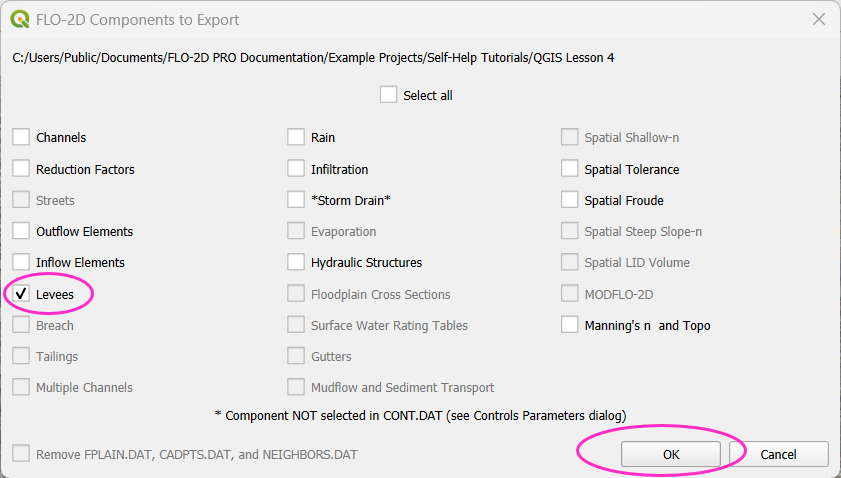 FLO-2D Components to Export
C:/Users/Public/Documents/FLO-2D PRO Documentation/Example Projects/Self-Help Tutorials/QGIS Lesson 4
Select all
Channels
Reduction Factors
Streets
Outflow Elements
Inflow Elements
Levees
Breach
Tailings
Multiple Channels
Rain
Infiltration
*Storm Drain*
Evaporation
Hydraulic Structures
Floodplain Cross Sections
Surface Water Rating Tables
Gutters
Mudflow and Sediment Transport
Spatial Shallow-n
Spatial Tolerance
Spatial Froude
Spatial Steep Slope-n
Spatial LID Volume
MODFLO-2D
Manning's n and Topo
* Component NOT selected in CONT.DAT (see Controls Parameters dialog)
Remove FPLAIN.DAT, CADPTS.DAT, and NEIGHBORS.DAT
OK
Cancel